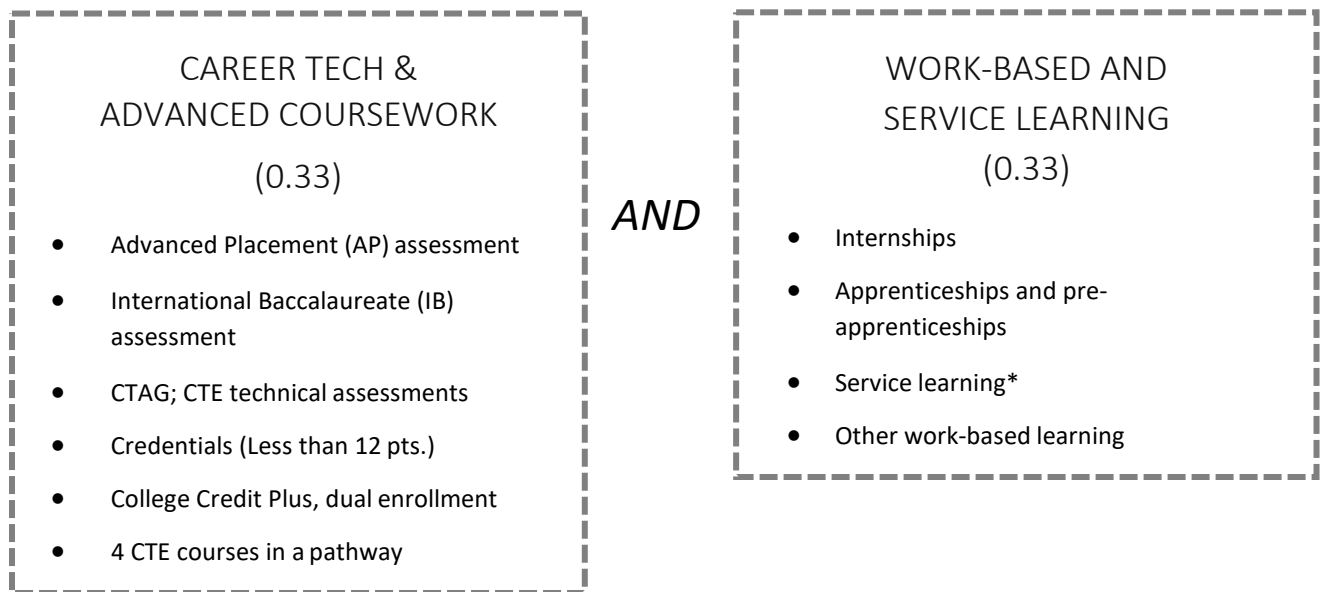 CAREER TECH &
ADVANCED COURSEWORK
(0.33)
• Advanced Placement (AP) assessment
• International Baccalaureate (IB)
assessment
• CTAG; CTE technical assessments
• Credentials (Less than 12 pts.)
• College Credit Plus, dual enrollment
• 4 CTE courses in a pathway
AND
WORK-BASED AND
SERVICE LEARNING
(0.33)
• Internships
• Apprenticeships and pre-
apprenticeships
• Service learning*
• Other work-based learning